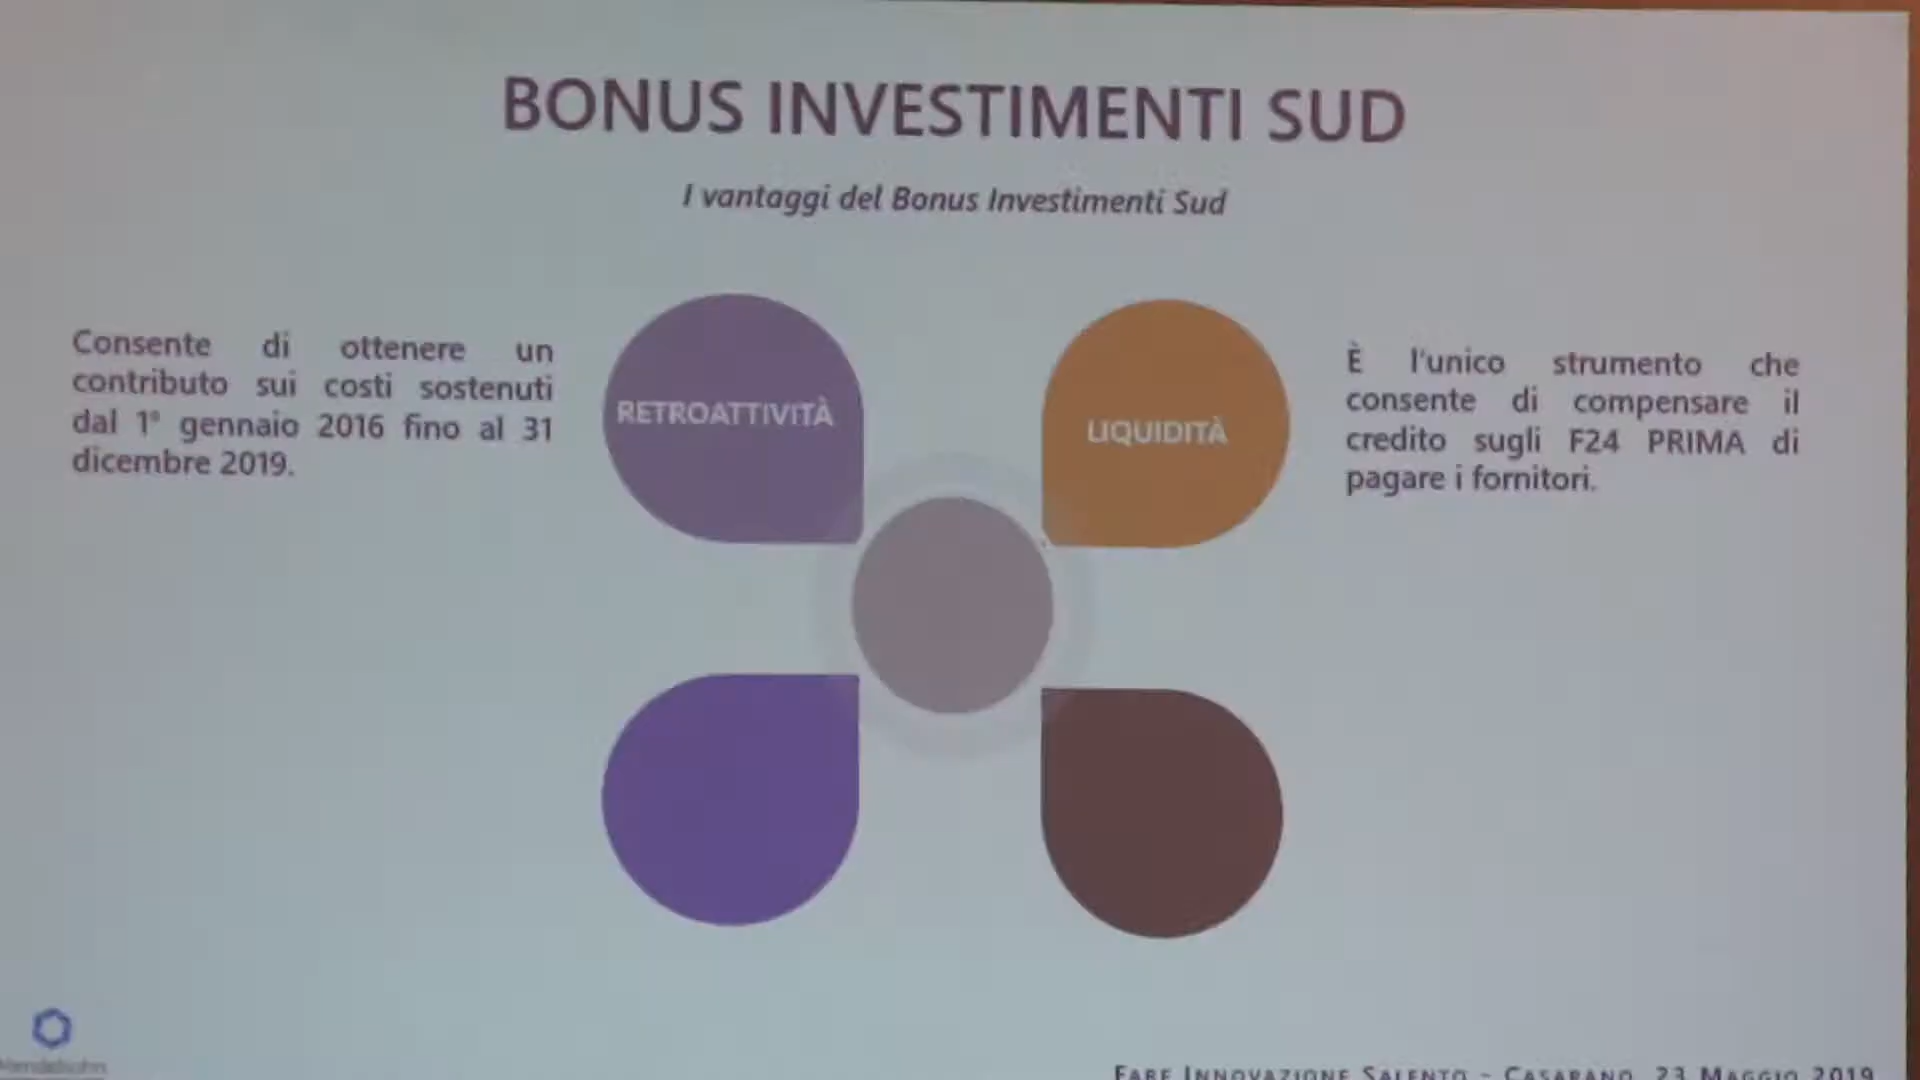 BONUS INVESTIMENTI SUD
I vantaggi del Bonus Investimenti Sud
Consente di ottenere un
contributo sui costi sostenuti
dal 1° gennaio 2016 fino al 31
dicembre 2019.
RETROATTIVITÀ
LIQUIDITÀ
È l'unico strumento che
consente di compensare il
credito sugli F24 PRIMA di
pagare i fornitori.
FARE INNOVAZIONE SALENTO - CASARANO, 23 MAGGIO 2019